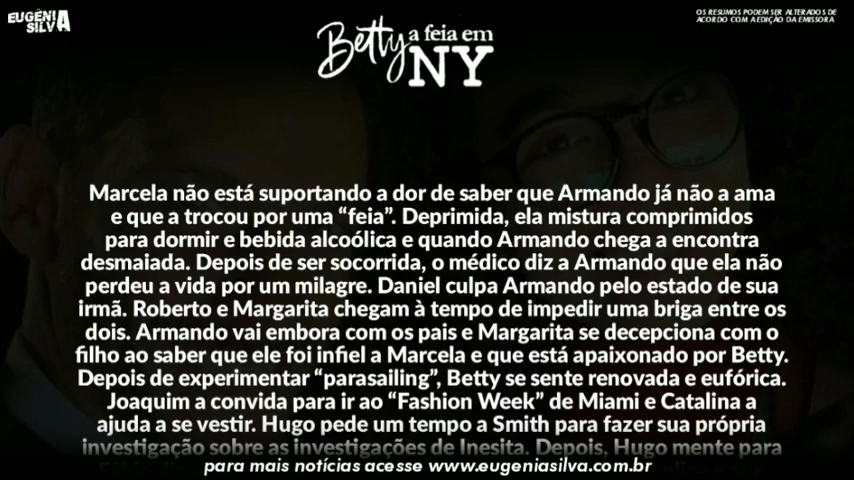 EUGÊNI
SILVA
OS RESUMOS PODEM SER ALTERADOS DE
ACORDO COM A EDIÇÃO DA EMISSORA
Betty a feia em
NY
Marcela não está suportando a dor de saber que Armando já não a ama
e que a trocou por uma “feia”. Deprimida, ela mistura comprimidos
para dormir e bebida alcoólica e quando Armando chega a encontra
desmaiada. Depois de ser socorrida, o médico diz a Armando que ela não
perdeu a vida por um milagre. Daniel culpa Armando pelo estado de sua
irmã. Roberto e Margarita chegam à tempo de impedir uma briga entre os
dois. Armando vai embora com os pais e Margarita se decepciona com o
filho ao saber que ele foi infiel a Marcela e que está apaixonado por Betty.
Depois de experimentar “parasailing”, Betty se sente renovada e eufórica.
Joaquim a convida para ir ao “Fashion Week” de Miami e Catalina a
ajuda a se vestir. Hugo pede um tempo a Smith para fazer sua própria
investigação sobre as investigações de Inesita. Depois, Hugo mente para
para mais notícias acesse www.eugeniasilva.com.br